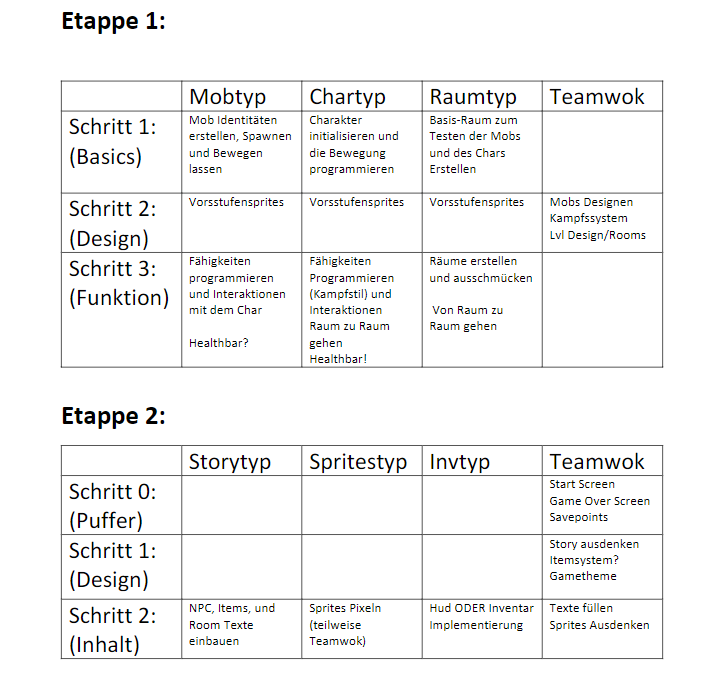 Etappe 1:
Mobtyp Chartyp Raumtyp Teamwok
Schritt 1:
(Basics)
Mob Identitäten
erstellen, Spawnen
und Bewegen
lassen
Charakter
initialisieren und
die Bewegung
programmieren
Basis-Raum zum
Testen der Mobs
und des Chars
Erstellen
Schritt 2:
(Design)
Vorsstufensprites
Vorsstufensprites
Vorsstufensprites
Mobs Designen
Kampfssystem
Lvl Design/Rooms
Schritt 3:
(Funktion)
Fähigkeiten
programmieren
und Interaktionen
mit dem Char
Healthbar?
Fähigkeiten
Programmieren
(Kampfstil) und
Interaktionen
Raum zu Raum
gehen
Healthbar!
Räume erstellen
und ausschmücken
Von Raum zu
Raum gehen
Etappe 2:
Storytyp Spritestyp Invtyp Teamwok
Schritt 0:
(Puffer)
Start Screen
Game Over Screen
Savepoints
Schritt 1:
(Design)
Story ausdenken
Itemsystem?
Gametheme
Schritt 2:
(Inhalt)
NPC, Items, und
Room Texte
einbauen
Sprites Pixeln
(teilweise
Teamwok)
Hud ODER Inventar
Implementierung
Texte füllen
Sprites Ausdenken